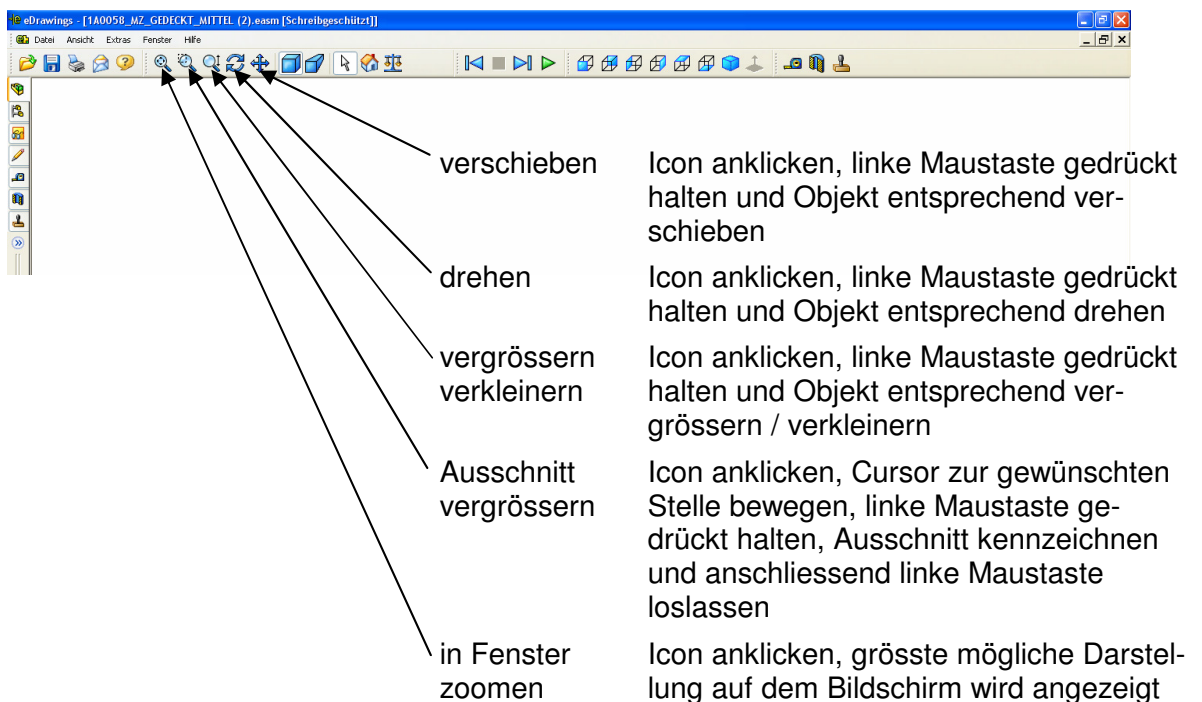 eDrawings - [1A0058_MZ_GEDECKT_MITTEL (2).easm [Schreibgeschützt]]
Datei Ansicht Extras Fenster Hilfe
verschieben Icon anklicken, linke Maustaste gedrückt
halten und Objekt entsprechend ver-
schieben
drehen Icon anklicken, linke Maustaste gedrückt
halten und Objekt entsprechend drehen
vergrössern Icon anklicken, linke Maustaste gedrückt
verkleinern halten und Objekt entsprechend ver-
grössern / verkleinern
Ausschnitt Icon anklicken, Cursor zur gewünschten
vergrössern Stelle bewegen, linke Maustaste ge-
drückt halten, Ausschnitt kennzeichnen
und anschliessend linke Maustaste
loslassen
in Fenster Icon anklicken, grösste mögliche Darstel-
zoomen lung auf dem Bildschirm wird angezeigt